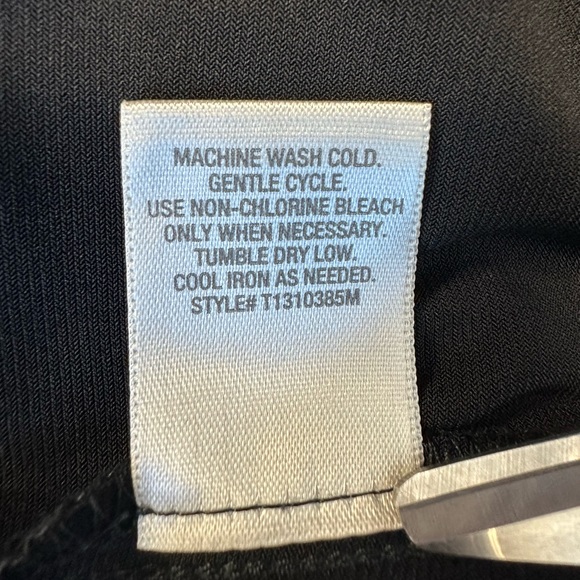 MACHINE WASH COLD.
GENTLE CYCLE.
USE NON-CHLORINE BLEACH
ONLY WHEN NECESSARY.
TUMBLE DRY LOW.
COOL IRON AS NEEDED.
STYLE# T1310385M